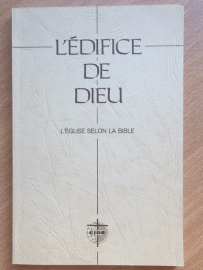 L'ÉDIFICE
DE
DIEU
L'ÉGLISE SELON LA BIBLE